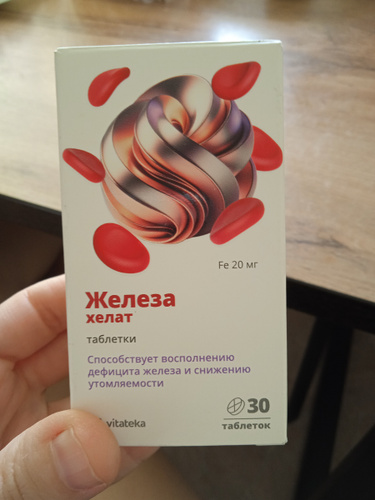 Fe 20 мг
Железа
хелат
таблетки
Способствует восполнению
дефицита железа и снижению
утомляемости
vitateka
30
таблеток